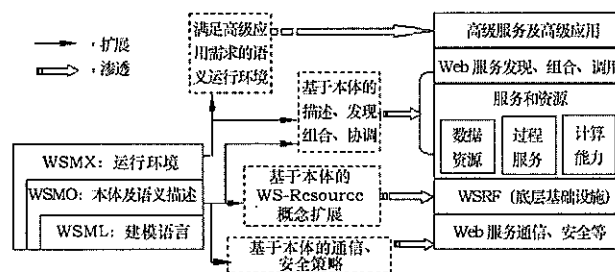 ：扩展
：渗透
满足高级应
用需求的语
义运行环境
基于本体的
描述、发现
组合、协调
WSMX：运行环境
WSMO：本体及语义描述
WSML：建模语言
基于本体的
WS-Resource
概念扩展
基于本体的通信、
安全策略
高级服务及高级应用
Web 服务发现、组合、调用
服务和资源
数据
资源
过程
服务
计算
能力
WSRF（底层基础设施）
Web 服务通信、安全等